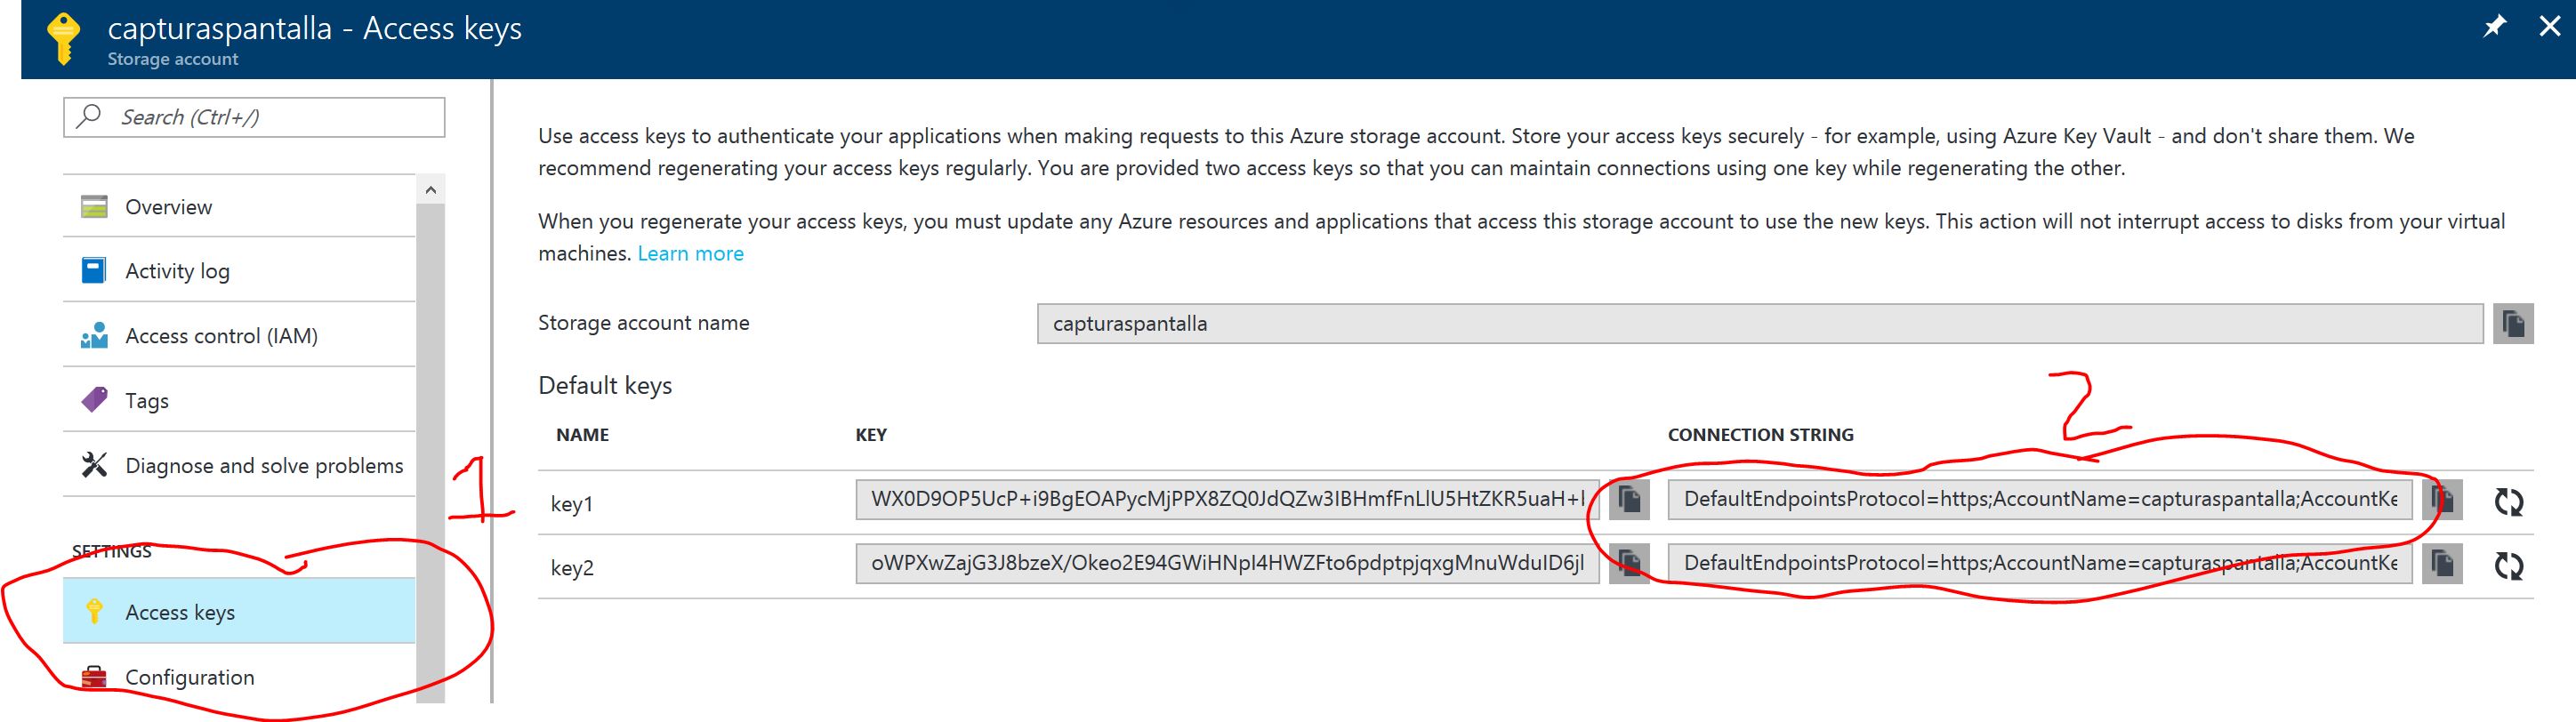 capturaspantalla - Access keys
Storage account
Search (Ctrl+/)
Overview
Activity log
Access control (IAM)
Tags
Diagnose and solve problems
SETTINGS
Access keys
Configuration
1
Use access keys to authenticate your applications when making requests to this Azure storage account. Store your access keys securely - for example, using Azure Key Vault - and don't share them. We
recommend regenerating your access keys regularly. You are provided two access keys so that you can maintain connections using one key while regenerating the other.
When you regenerate your access keys, you must update any Azure resources and applications that access this storage account to use the new keys. This action will not interrupt access to disks from your virtual
machines. Learn more
Storage account name
capturaspantalla
Default keys
2
NAME KEY CONNECTION STRING
key1 DefaultEndpointsProtocol=https;AccountName=capturaspantalla;AccountKe
key2 DefaultEndpointsProtocol=https;AccountName=capturaspantalla;AccountKe